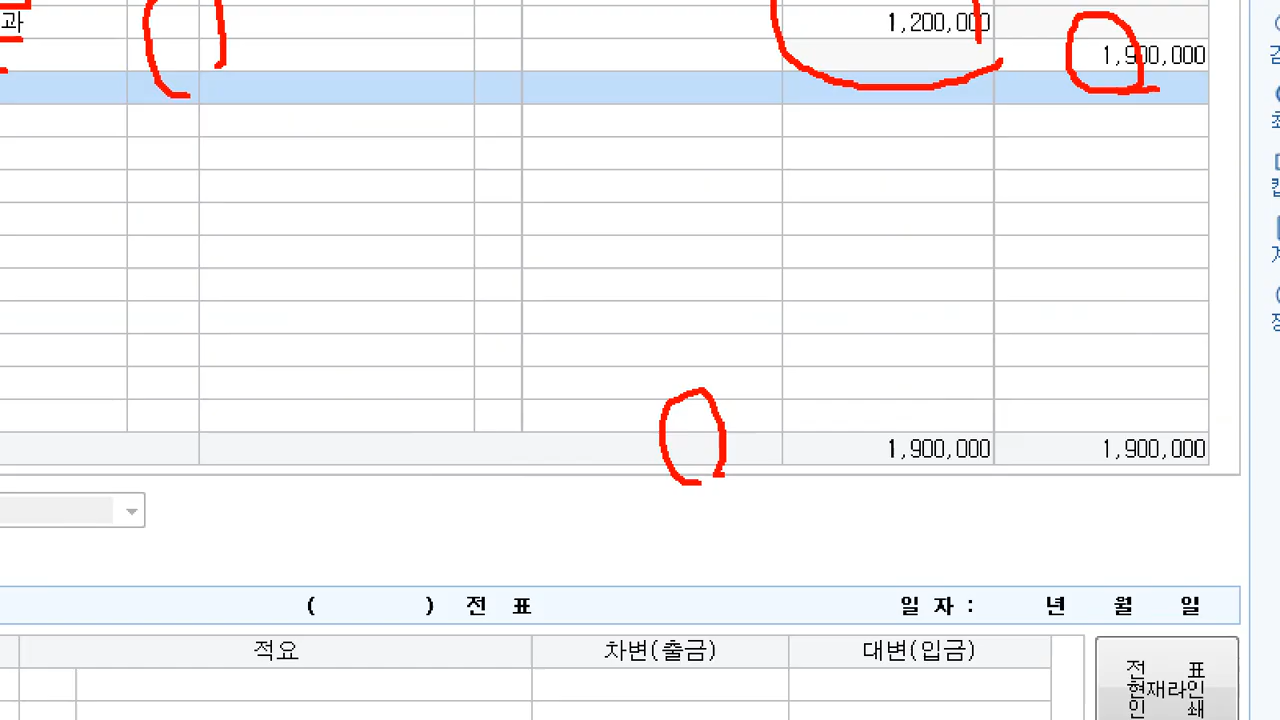 과 1,200,000
1,900,000
1,900,000 1,900,000
( ) 전 표 일 자 : 년 월 일
적요 차변(출금) 대변(입금)
전 표
현재라인
인 쇄